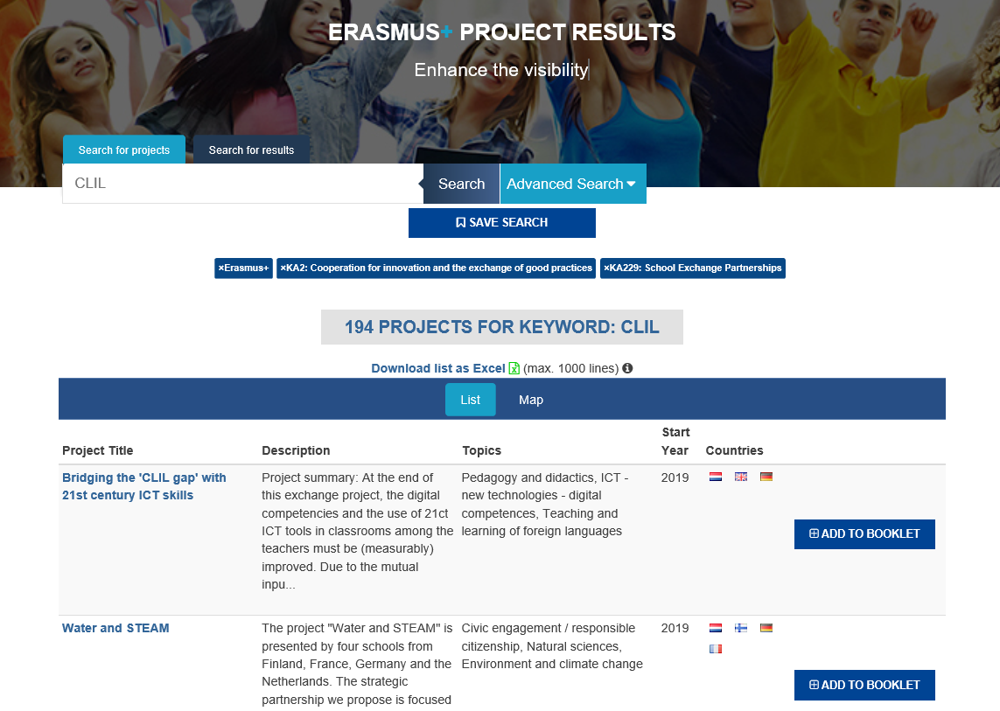 ERASMUS+ PROJECT RESULTS
Enhance the visibility
Search for projects
Search for results
CLIL
Search
Advanced Search
SAVE SEARCH
×Erasmus+
×KA2: Cooperation for innovation and the exchange of good practices
×KA229: School Exchange Partnerships
194 PROJECTS FOR KEYWORD: CLIL
Download list as Excel (max. 1000 lines)
List
Map
Project Title
Description
Topics
Start
Year
Countries
Bridging the 'CLIL gap' with
21st century ICT skills
Project summary: At the end of
this exchange project, the digital
competencies and the use of 21ct
ICT tools in classrooms among the
teachers must be (measurably)
improved. Due to the mutual
inpu...
Pedagogy and didactics, ICT -
new technologies - digital
competences, Teaching and
learning of foreign languages
2019
ADD TO BOOKLET
Water and STEAM
The project "Water and STEAM" is
presented by four schools from
Finland, France, Germany and the
Netherlands. The strategic
partnership we propose is focused
Civic engagement / responsible
citizenship, Natural sciences,
Environment and climate change
2019
ADD TO BOOKLET